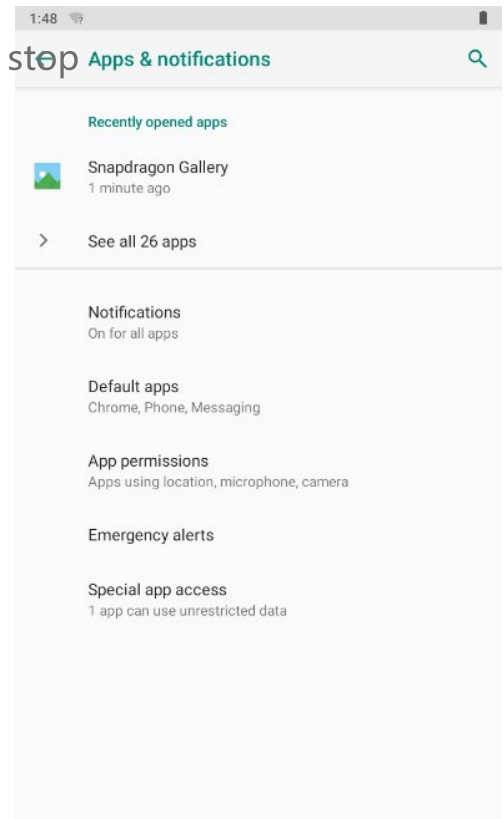 1:48
stop
Apps & notifications
Recently opened apps
Snapdragon Gallery
1 minute ago
See all 26 apps
Notifications
On for all apps
Default apps
Chrome, Phone, Messaging
App permissions
Apps using location, microphone, camera
Emergency alerts
Special app access
1 app can use unrestricted data